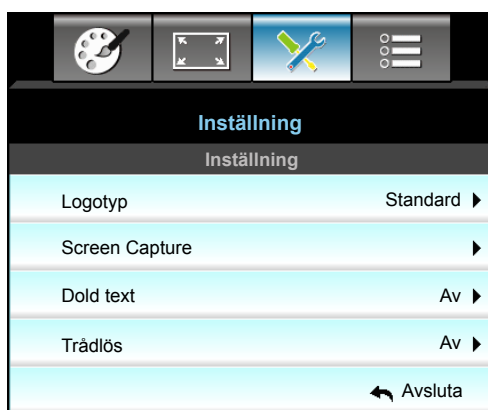 Inställning
Inställning
Logotyp Standard
Screen Capture
Dold text Av
Trådlös Av
Avsluta